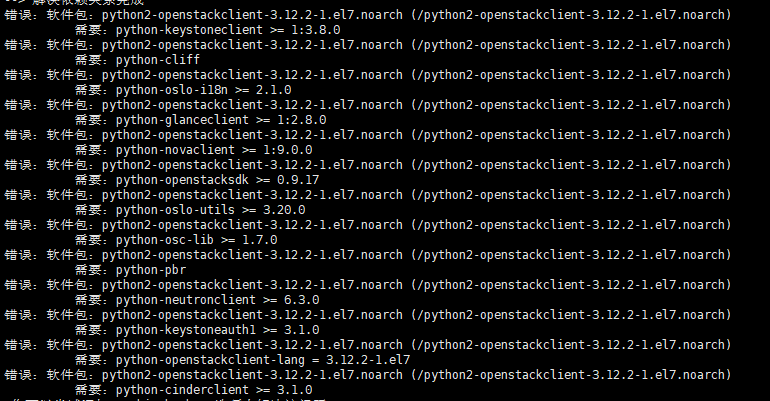 --> 解决依赖关系完成
错误：软件包：python2-openstackclient-3.12.2-1.el7.noarch (/python2-openstackclient-3.12.2-1.el7.noarch)
需要：python-keystoneclient >= 1:3.8.0
错误：软件包：python2-openstackclient-3.12.2-1.el7.noarch (/python2-openstackclient-3.12.2-1.el7.noarch)
需要：python-cliff
错误：软件包：python2-openstackclient-3.12.2-1.el7.noarch (/python2-openstackclient-3.12.2-1.el7.noarch)
需要：python-oslo-i18n >= 2.1.0
错误：软件包：python2-openstackclient-3.12.2-1.el7.noarch (/python2-openstackclient-3.12.2-1.el7.noarch)
需要：python-glanceclient >= 1:2.8.0
错误：软件包：python2-openstackclient-3.12.2-1.el7.noarch (/python2-openstackclient-3.12.2-1.el7.noarch)
需要：python-novaclient >= 1:9.0.0
错误：软件包：python2-openstackclient-3.12.2-1.el7.noarch (/python2-openstackclient-3.12.2-1.el7.noarch)
需要：python-openstacksdk >= 0.9.17
错误：软件包：python2-openstackclient-3.12.2-1.el7.noarch (/python2-openstackclient-3.12.2-1.el7.noarch)
需要：python-oslo-utils >= 3.20.0
错误：软件包：python2-openstackclient-3.12.2-1.el7.noarch (/python2-openstackclient-3.12.2-1.el7.noarch)
需要：python-osc-lib >= 1.7.0
错误：软件包：python2-openstackclient-3.12.2-1.el7.noarch (/python2-openstackclient-3.12.2-1.el7.noarch)
需要：python-pbr
错误：软件包：python2-openstackclient-3.12.2-1.el7.noarch (/python2-openstackclient-3.12.2-1.el7.noarch)
需要：python-neutronclient >= 6.3.0
错误：软件包：python2-openstackclient-3.12.2-1.el7.noarch (/python2-openstackclient-3.12.2-1.el7.noarch)
需要：python-keystoneauth1 >= 3.1.0
错误：软件包：python2-openstackclient-3.12.2-1.el7.noarch (/python2-openstackclient-3.12.2-1.el7.noarch)
需要：python-openstackclient-lang = 3.12.2-1.el7
错误：软件包：python2-openstackclient-3.12.2-1.el7.noarch (/python2-openstackclient-3.12.2-1.el7.noarch)
需要：python-cinderclient >= 3.1.0